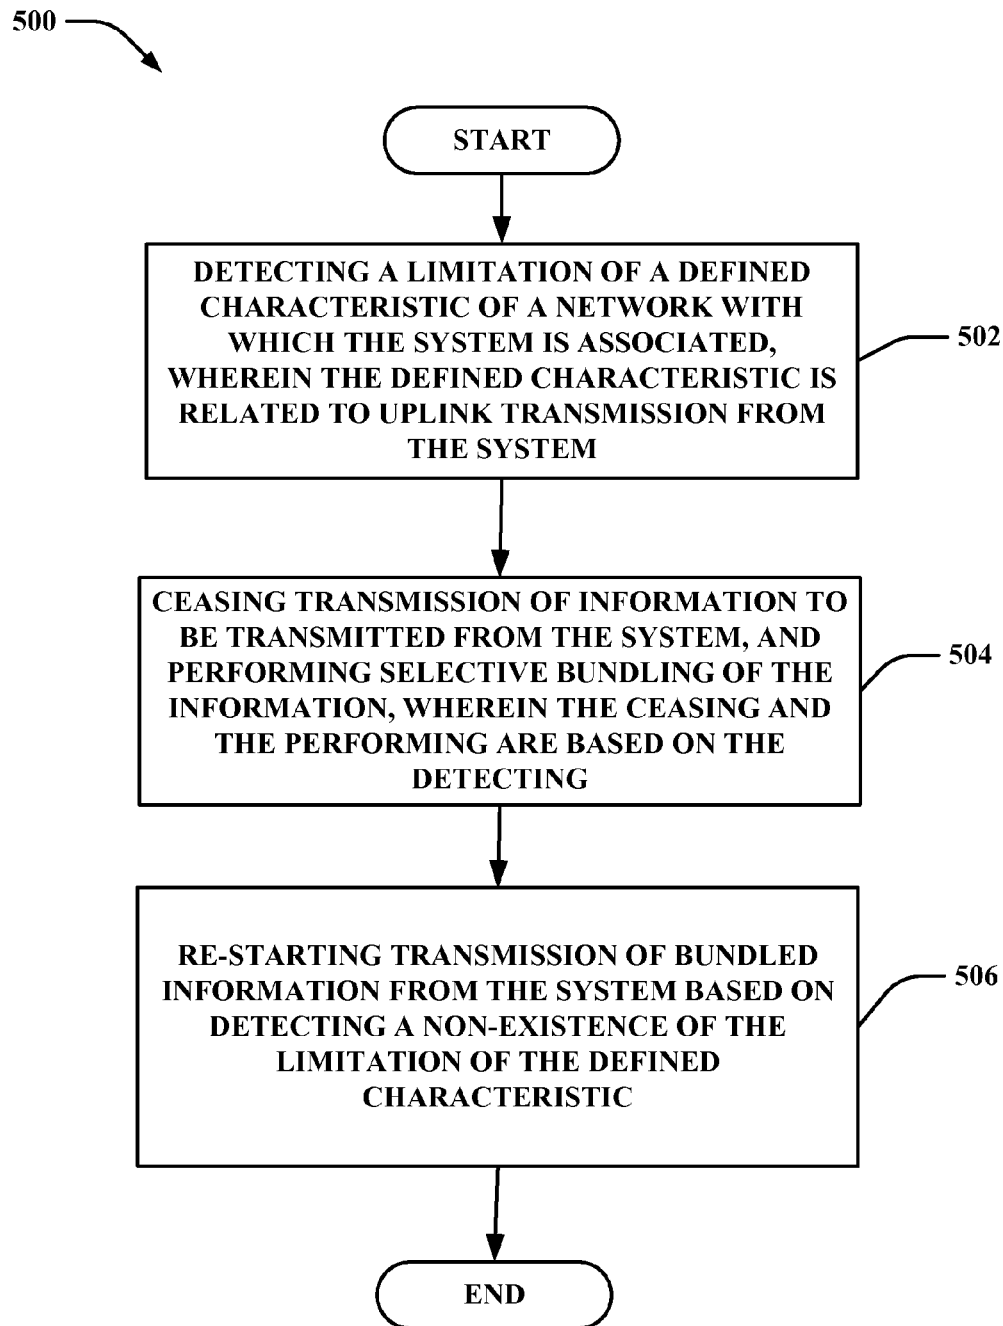 500
START
DETECTING A LIMITATION OF A DEFINED
CHARACTERISTIC OF A NETWORK WITH
WHICH THE SYSTEM IS ASSOCIATED,
WHEREIN THE DEFINED CHARACTERISTIC IS
RELATED TO UPLINK TRANSMISSION FROM
THE SYSTEM
502
CEASING TRANSMISSION OF INFORMATION TO
BE TRANSMITTED FROM THE SYSTEM, AND
PERFORMING SELECTIVE BUNDLING OF THE
INFORMATION, WHEREIN THE CEASING AND
THE PERFORMING ARE BASED ON THE
DETECTING
504
RE-STARTING TRANSMISSION OF BUNDLED
INFORMATION FROM THE SYSTEM BASED ON
DETECTING A NON-EXISTENCE OF THE
LIMITATION OF THE DEFINED
CHARACTERISTIC
506
END